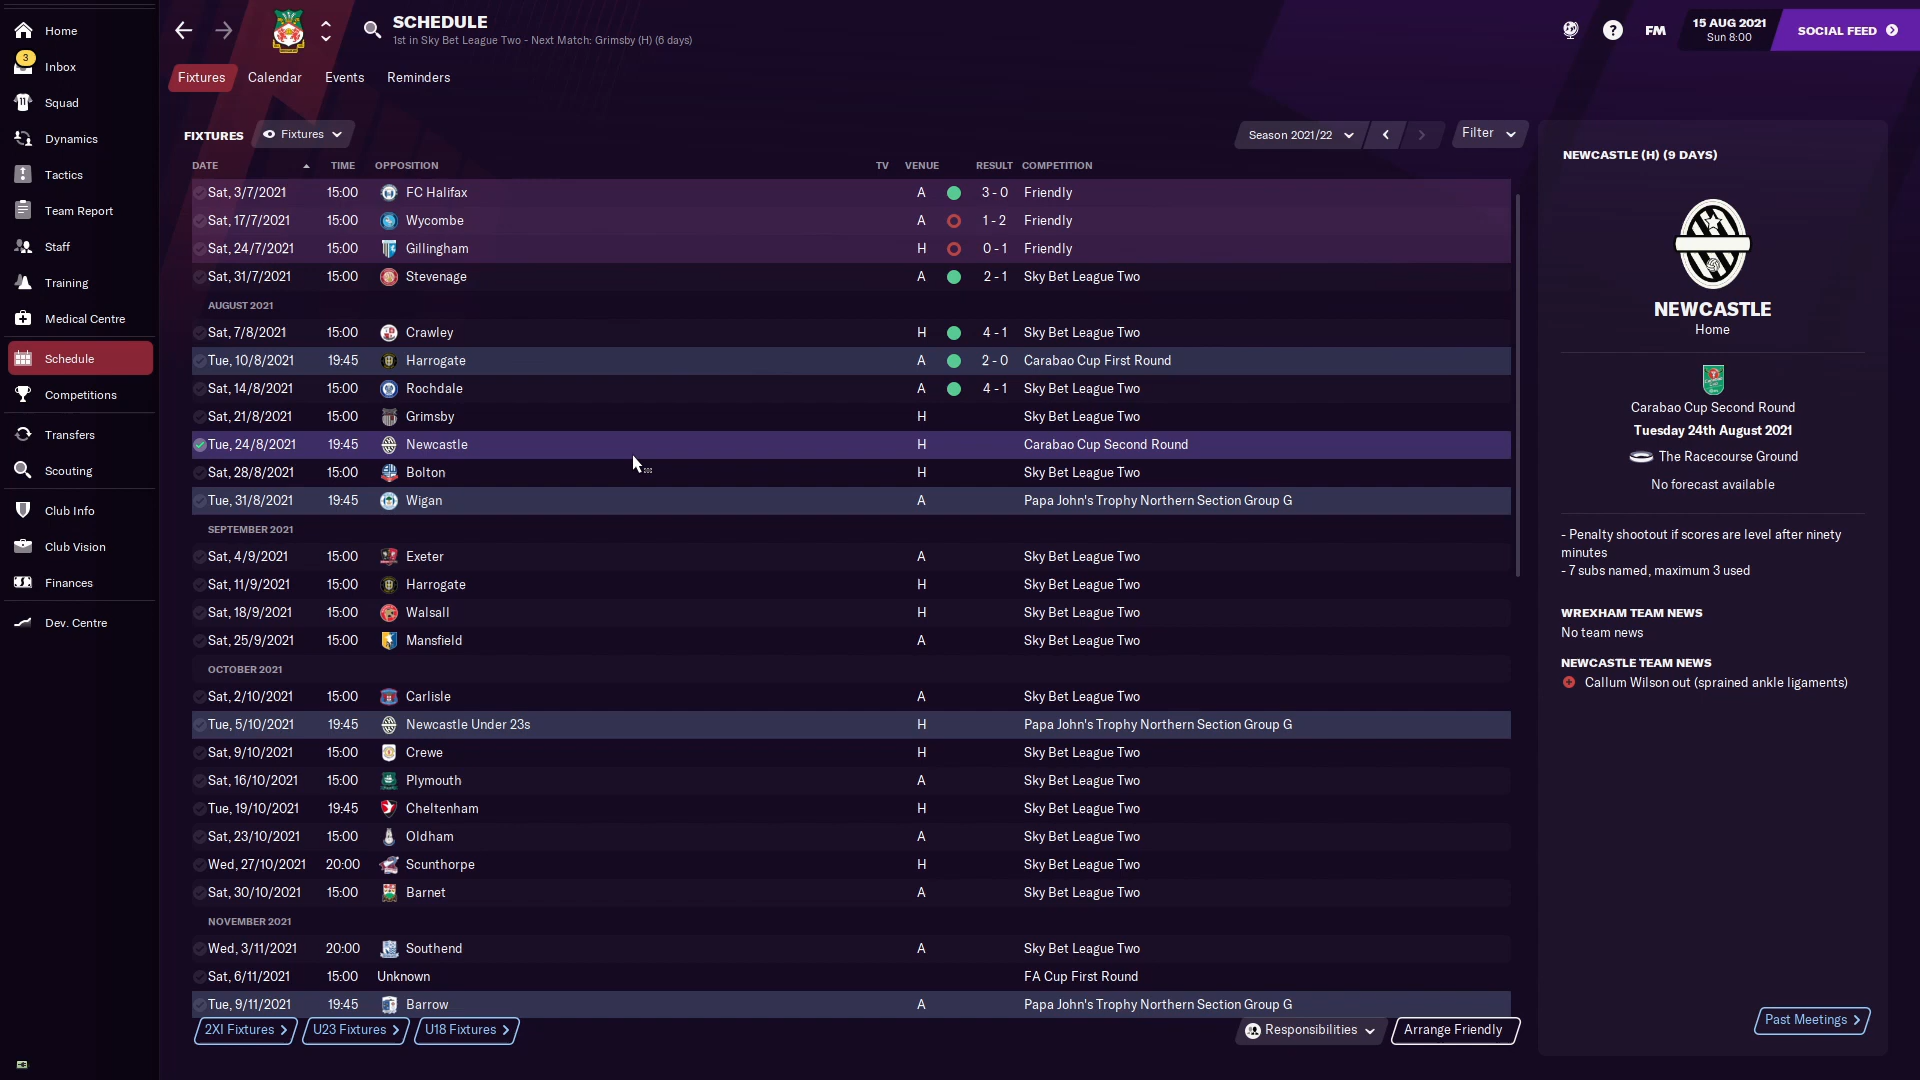 Home
3
Inbox
Squad
Dynamics
Tactics
Team Report
Staff
Training
Medical Centre
Schedule
Competitions
Transfers
Scouting
Club Info
Club Vision
Finances
Dev. Centre
SCHEDULE
1st in Sky Bet League Two - Next Match: Grimsby (H) (6 days)
FM
15 AUG 2021
Sun 8:00
SOCIAL FEED
Fixtures Calendar Events Reminders
FIXTURES Fixtures Season 2021/22 Filter
DATE TIME OPPOSITION TV VENUE RESULT COMPETITION
Sat, 3/7/2021 15:00 FC Halifax A 3 - 0 Friendly
Sat, 17/7/2021 15:00 Wycombe A 1 - 2 Friendly
Sat, 24/7/2021 15:00 Gillingham H 0 - 1 Friendly
Sat, 31/7/2021 15:00 Stevenage A 2 - 1 Sky Bet League Two
AUGUST 2021
Sat, 7/8/2021 15:00 Crawley H 4 - 1 Sky Bet League Two
Tue, 10/8/2021 19:45 Harrogate A 2 - 0 Carabao Cup First Round
Sat, 14/8/2021 15:00 Rochdale A 4 - 1 Sky Bet League Two
Sat, 21/8/2021 15:00 Grimsby H Sky Bet League Two
Tue, 24/8/2021 19:45 Newcastle H Carabao Cup Second Round
Sat, 28/8/2021 15:00 Bolton H Sky Bet League Two
Tue, 31/8/2021 19:45 Wigan A Papa John's Trophy Northern Section Group G
SEPTEMBER 2021
Sat, 4/9/2021 15:00 Exeter A Sky Bet League Two
Sat, 11/9/2021 15:00 Harrogate H Sky Bet League Two
Sat, 18/9/2021 15:00 Walsall H Sky Bet League Two
Sat, 25/9/2021 15:00 Mansfield A Sky Bet League Two
OCTOBER 2021
Sat, 2/10/2021 15:00 Carlisle A Sky Bet League Two
Tue, 5/10/2021 19:45 Newcastle Under 23s H Papa John's Trophy Northern Section Group G
Sat, 9/10/2021 15:00 Crewe H Sky Bet League Two
Sat, 16/10/2021 15:00 Plymouth A Sky Bet League Two
Tue, 19/10/2021 19:45 Cheltenham H Sky Bet League Two
Sat, 23/10/2021 15:00 Oldham A Sky Bet League Two
Wed, 27/10/2021 20:00 Scunthorpe H Sky Bet League Two
Sat, 30/10/2021 15:00 Barnet A Sky Bet League Two
NOVEMBER 2021
Wed, 3/11/2021 20:00 Southend A Sky Bet League Two
Sat, 6/11/2021 15:00 Unknown FA Cup First Round
Tue, 9/11/2021 19:45 Barrow A Papa John's Trophy Northern Section Group G
2XI Fixtures U23 Fixtures U18 Fixtures Responsibilities Arrange Friendly
NEWCASTLE (H) (9 DAYS)
NEWCASTLE
Home
Carabao Cup Second Round
Tuesday 24th August 2021
The Racecourse Ground
No forecast available
- Penalty shootout if scores are level after ninety
minutes
- 7 subs named, maximum 3 used
WREXHAM TEAM NEWS
No team news
NEWCASTLE TEAM NEWS
Callum Wilson out (sprained ankle ligaments)
Past Meetings